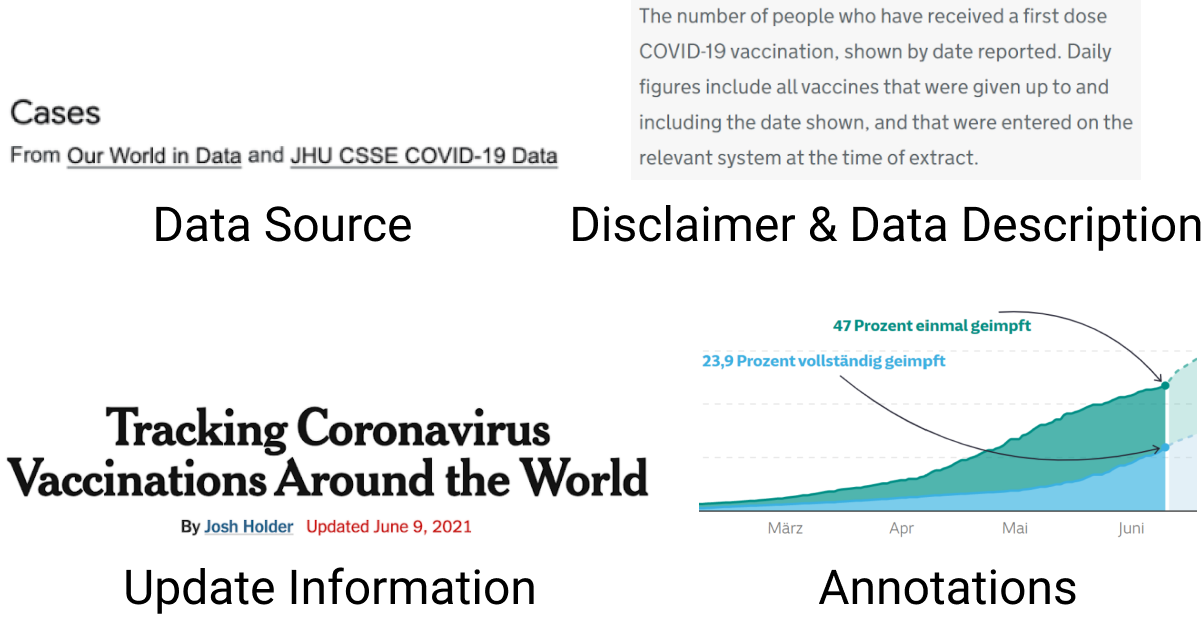 The number of people who have received a first dose
COVID-19 vaccination, shown by date reported. Daily
figures include all vaccines that were given up to and
including the date shown, and that were entered on the
relevant system at the time of extract.
Cases
From Our World in Data and JHU CSSE COVID-19 Data
Data Source
Disclaimer & Data Description
47 Prozent einmal geimpft
23,9 Prozent vollständig geimpft
März Apr Mai Juni
Tracking Coronavirus
Vaccinations Around the World
By Josh Holder Updated June 9, 2021
Update Information
Annotations